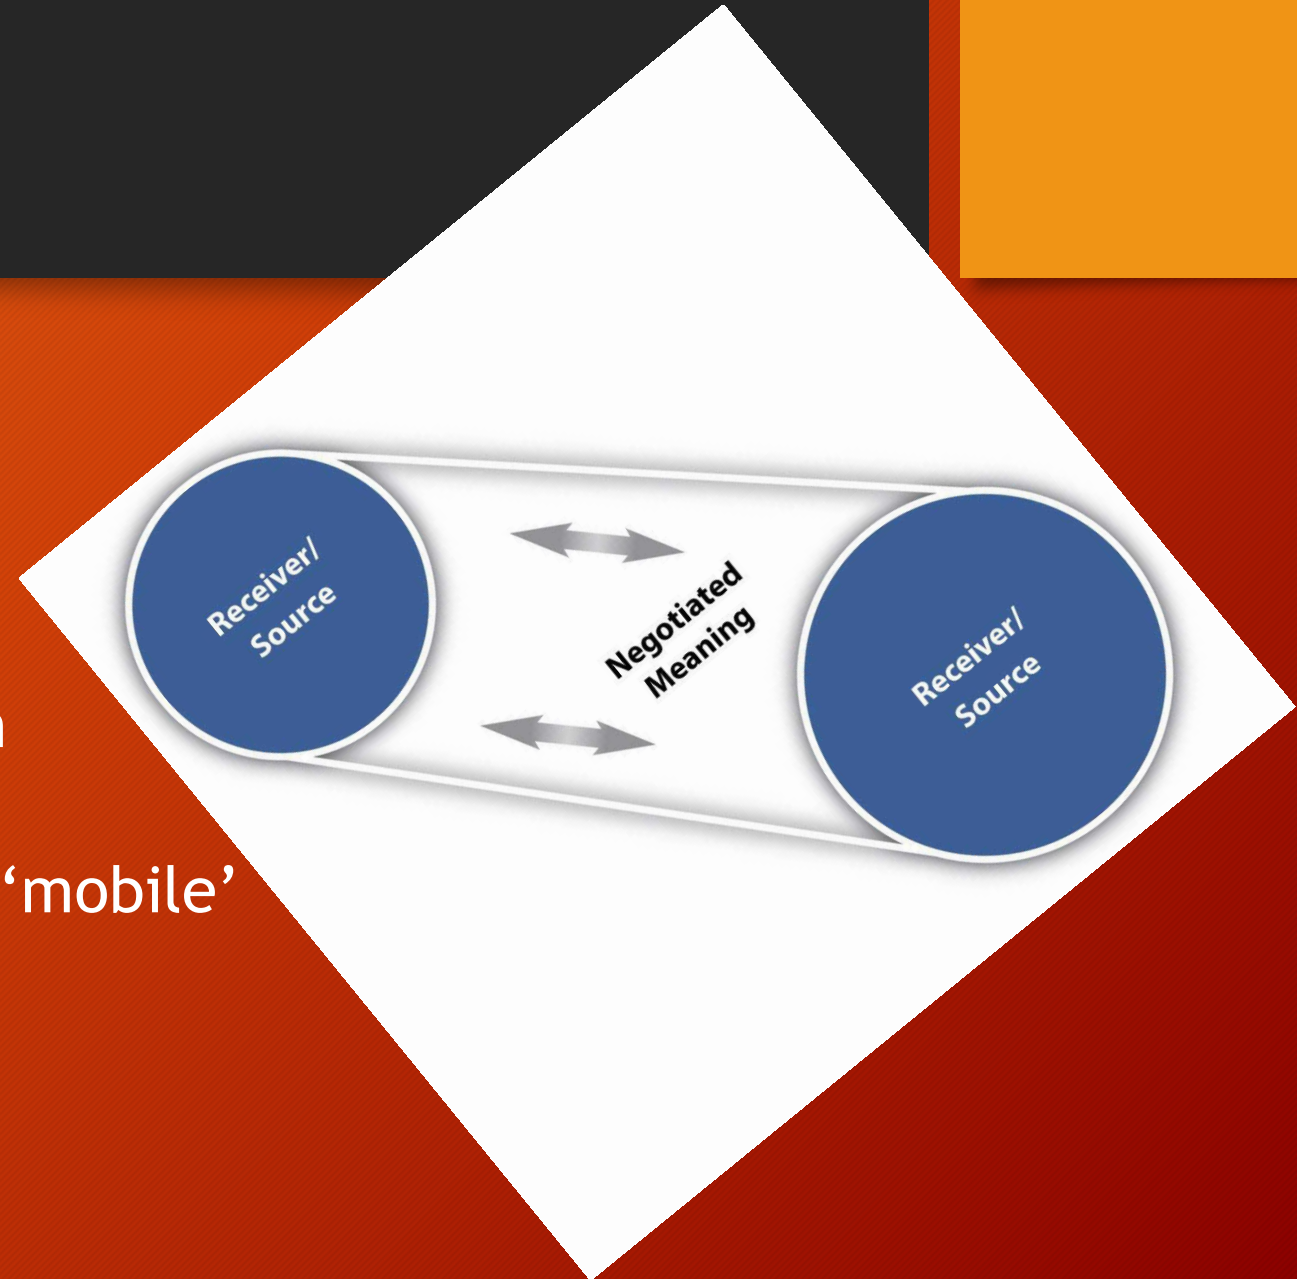 Receiver/
Source
Negotiated
Meaning
Receiver/
Source
‘mobile’